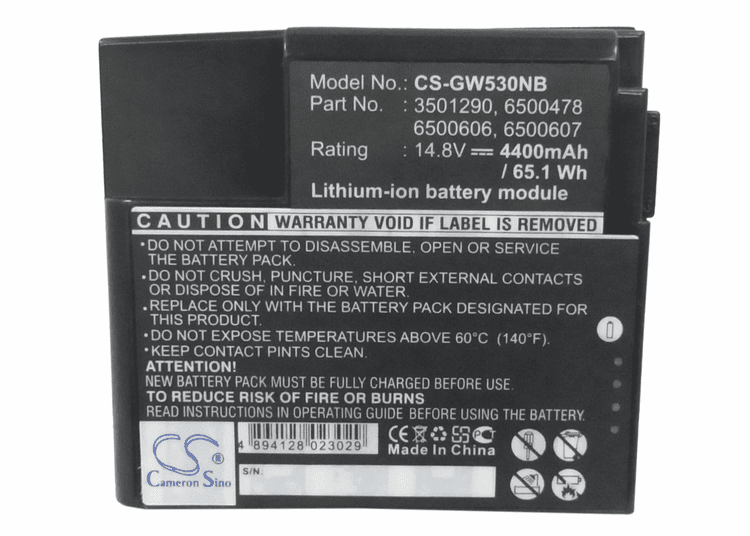 Model No.: CS-GW530NB
Part No. : 3501290, 6500478
6500606, 6500607
Rating : 14.8V 4400mAh
/ 65.1 Wh
Lithium-ion battery module
CAUTION WARRANTY VOID IF LABEL IS REMOVED
•DO NOT ATTEMPT TO DISASSEMBLE, OPEN OR SERVICE
THE BATTERY PACK.
•DO NOT CRUSH, PUNCTURE, SHORT EXTERNAL CONTACTS
OR DISPOSE IN FIRE OR WATER.
•REPLACE ONLY WITH THE BATTERY PACK DESIGNATED FOR
THIS PRODUCT.
•DO NOT EXPOSE TEMPERATURES ABOVE 60°C (140°F).
•KEEP CONTACT PINTS CLEAN.
ATTENTION:
NEW BATTERY PACK MUST BE FULLY CHARGED BEFORE USE
TO REDUCE RISK OF FIRE OR BURNS
READ INSTRUCTIONS IN OPERATING GUIDE BEFORE USING THE BATTERY.
CS
Cameron Sino
4 894128 023029
S/N:
CE PCT
Made In China